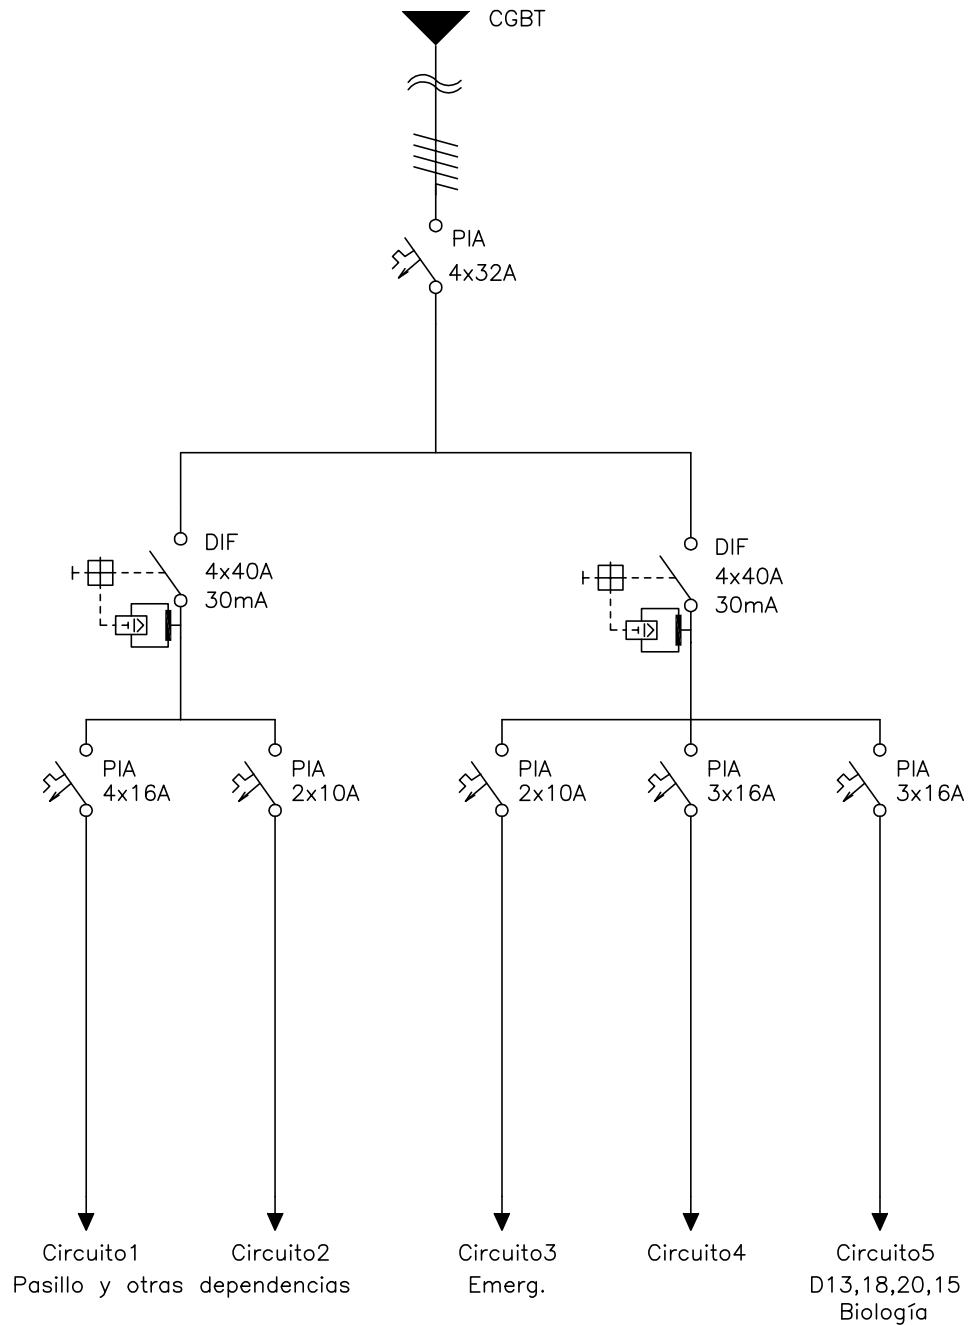 CGBT
PIA
4x32A
DIF
4x40A
30mA
DIF
4x40A
30mA
PIA
4x16A
PIA
2x10A
PIA
2x10A
PIA
3x16A
PIA
3x16A
Circuito1
Circuito2
Pasillo y otras dependencias
Circuito3
Emerg.
Circuito4
Circuito5
D13,18,20,15
Biología